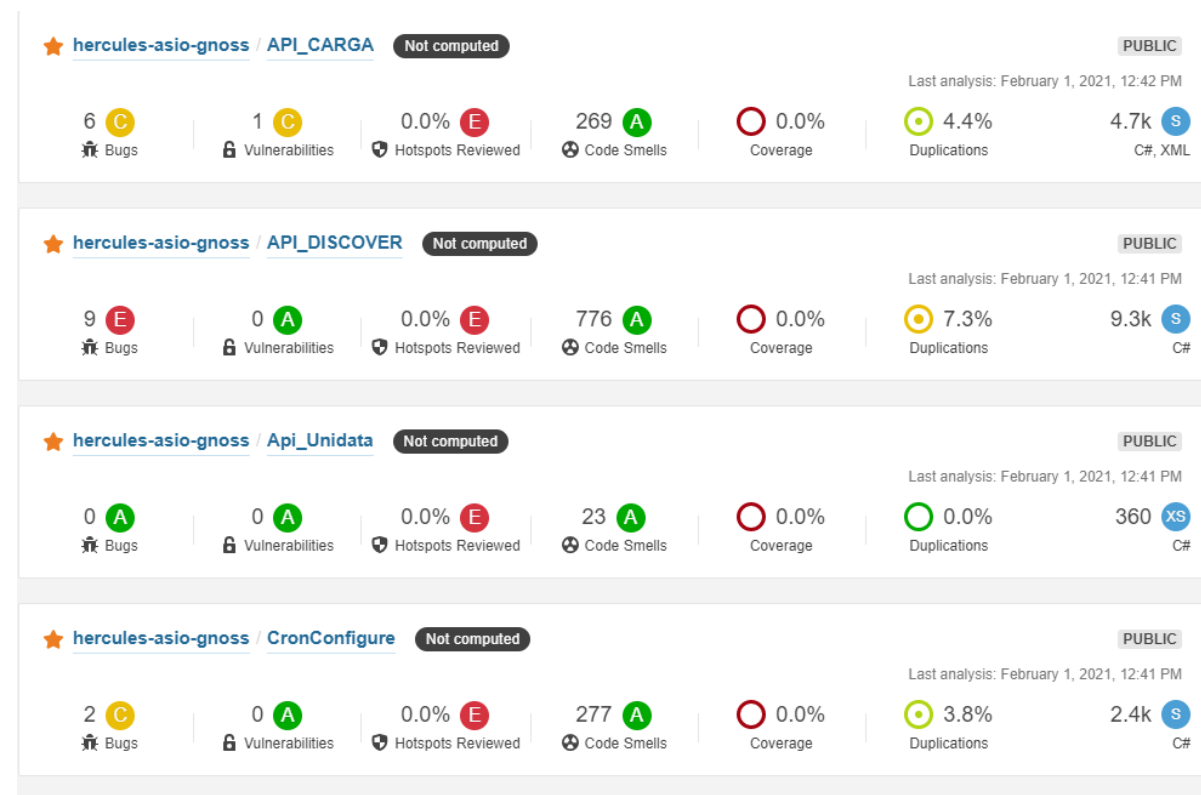 hercules-asio-gnoss / API_CARGA Not computed PUBLIC
Last analysis: February 1, 2021, 12:42 PM
6 C 1 C 0.0% E 269 A 0.0% 4.4% 4.7k S
Bugs Vulnerabilities Hotspots Reviewed Code Smells Coverage Duplications C#, XML
hercules-asio-gnoss / API_DISCOVER Not computed PUBLIC
Last analysis: February 1, 2021, 12:41 PM
9 E 0 A 0.0% E 776 A 0.0% 7.3% 9.3k S
Bugs Vulnerabilities Hotspots Reviewed Code Smells Coverage Duplications C#
hercules-asio-gnoss / Api_Unidata Not computed PUBLIC
Last analysis: February 1, 2021, 12:41 PM
0 A 0 A 0.0% E 23 A 0.0% 0.0% 360 XS
Bugs Vulnerabilities Hotspots Reviewed Code Smells Coverage Duplications C#
hercules-asio-gnoss / CronConfigure Not computed PUBLIC
Last analysis: February 1, 2021, 12:41 PM
2 C 0 A 0.0% E 277 A 0.0% 3.8% 2.4k S
Bugs Vulnerabilities Hotspots Reviewed Code Smells Coverage Duplications C#